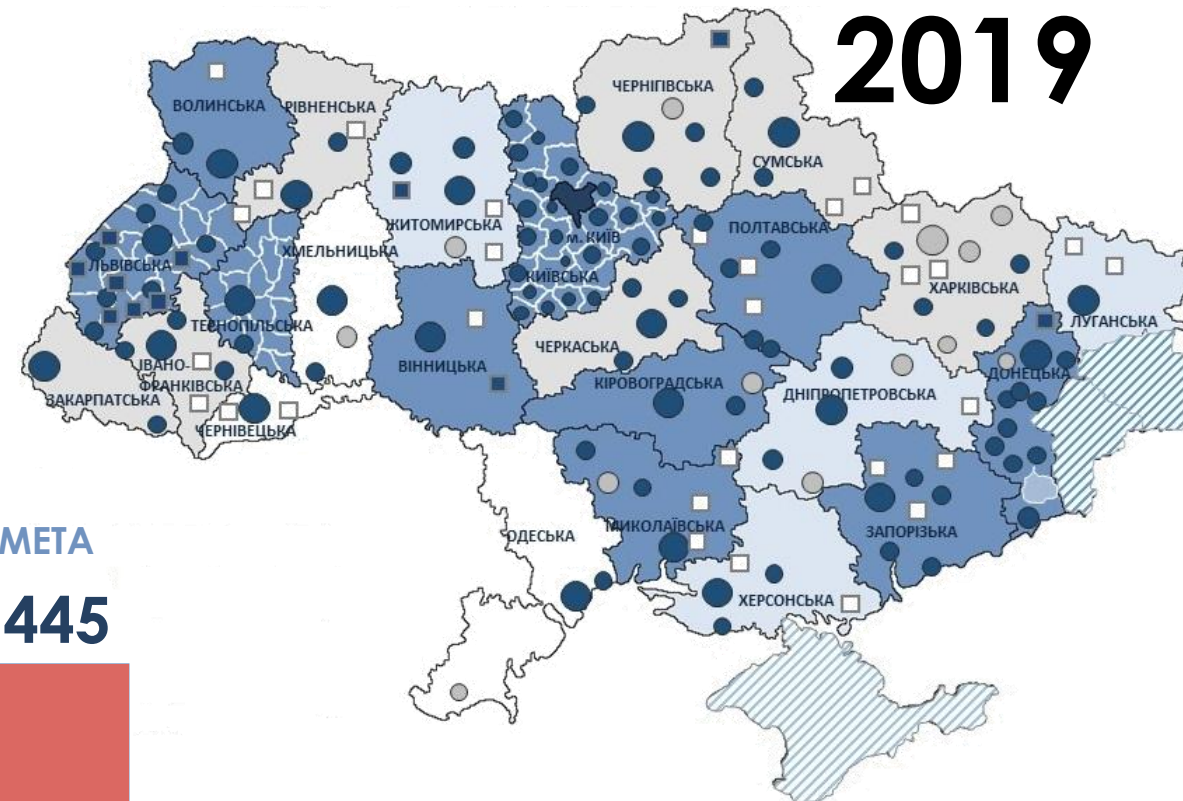 2019
ЧЕРНІГІВСЬКА
ВОЛИНСЬКА
РІВНЕНСЬКА
СУМСЬКА
ЖИТОМИРСЬКА
ПОЛТАВСЬКА
м. КИЇВ
ХМЕЛЬНИЦЬКА
ЛЬВІВСЬКА
КИЇВСЬКА
ХАРКІВСЬКА
ЛУГАНСЬКА
ТЕРНОПІЛЬСЬКА
ЧЕРКАСЬКА
ІВАНО-
ФРАНКІВСЬКА
ВІННИЦЬКА
ДОНЕЦЬКА
КІРОВОГРАДСЬКА
ДНІПРОПЕТРОВСЬКА
ЗАКАРПАТСЬКА
ЧЕРНІВЕЦЬКА
МИКОЛАЇВСЬКА
ЗАПОРІЗЬКА
ОДЕСЬКА
МЕТА
ХЕРСОНСЬКА
445